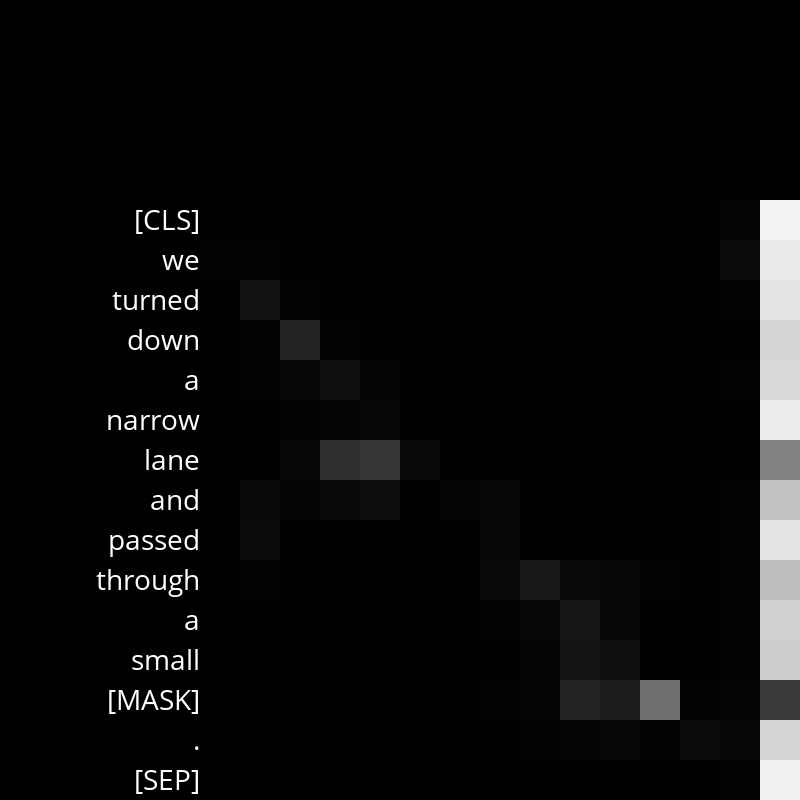 [CLS]
we
turned
down
a
narrow
lane
and
passed
through
a
small
[MASK]
.
[SEP]